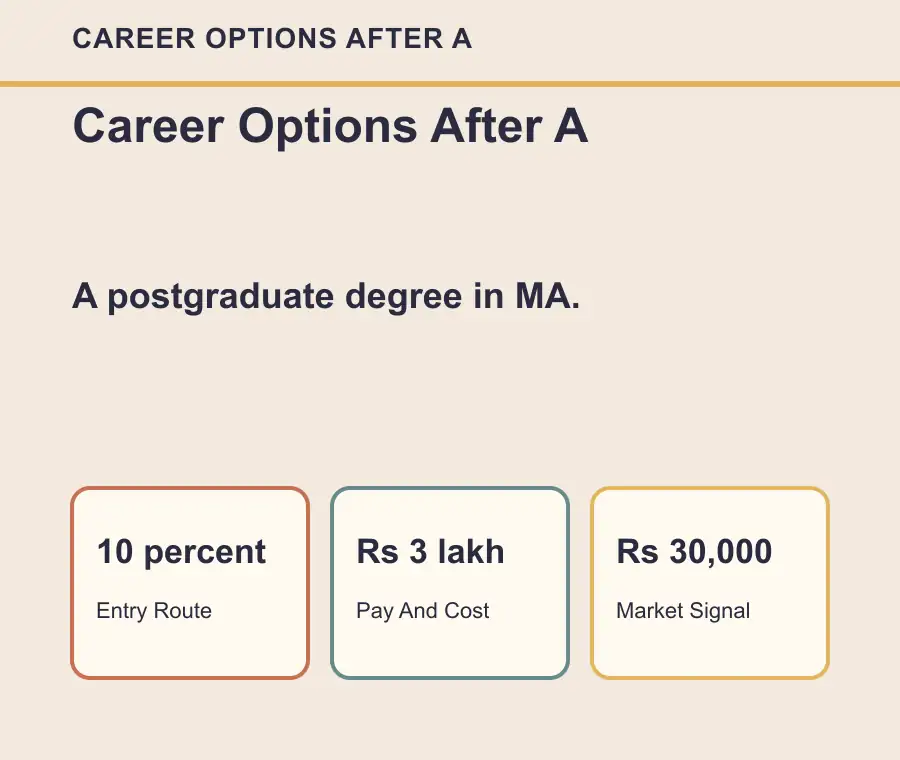 CAREER OPTIONS AFTER A
Career Options After A
A postgraduate degree in MA.
10 percent
Entry Route
Rs 3 lakh
Pay And Cost
Rs 30,000
Market Signal